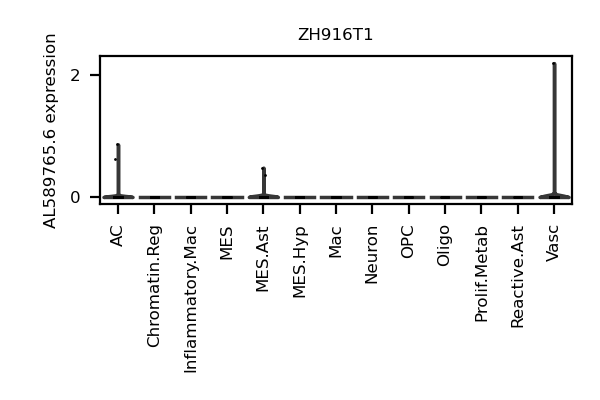 ZH916T1
AL589765.6 expression
2
0
AC
Chromatin.Reg
Inflammatory.Mac
MES
MES.Ast
MES.Hyp
Mac
Neuron
OPC
Oligo
Prolif.Metab
Reactive.Ast
Vasc